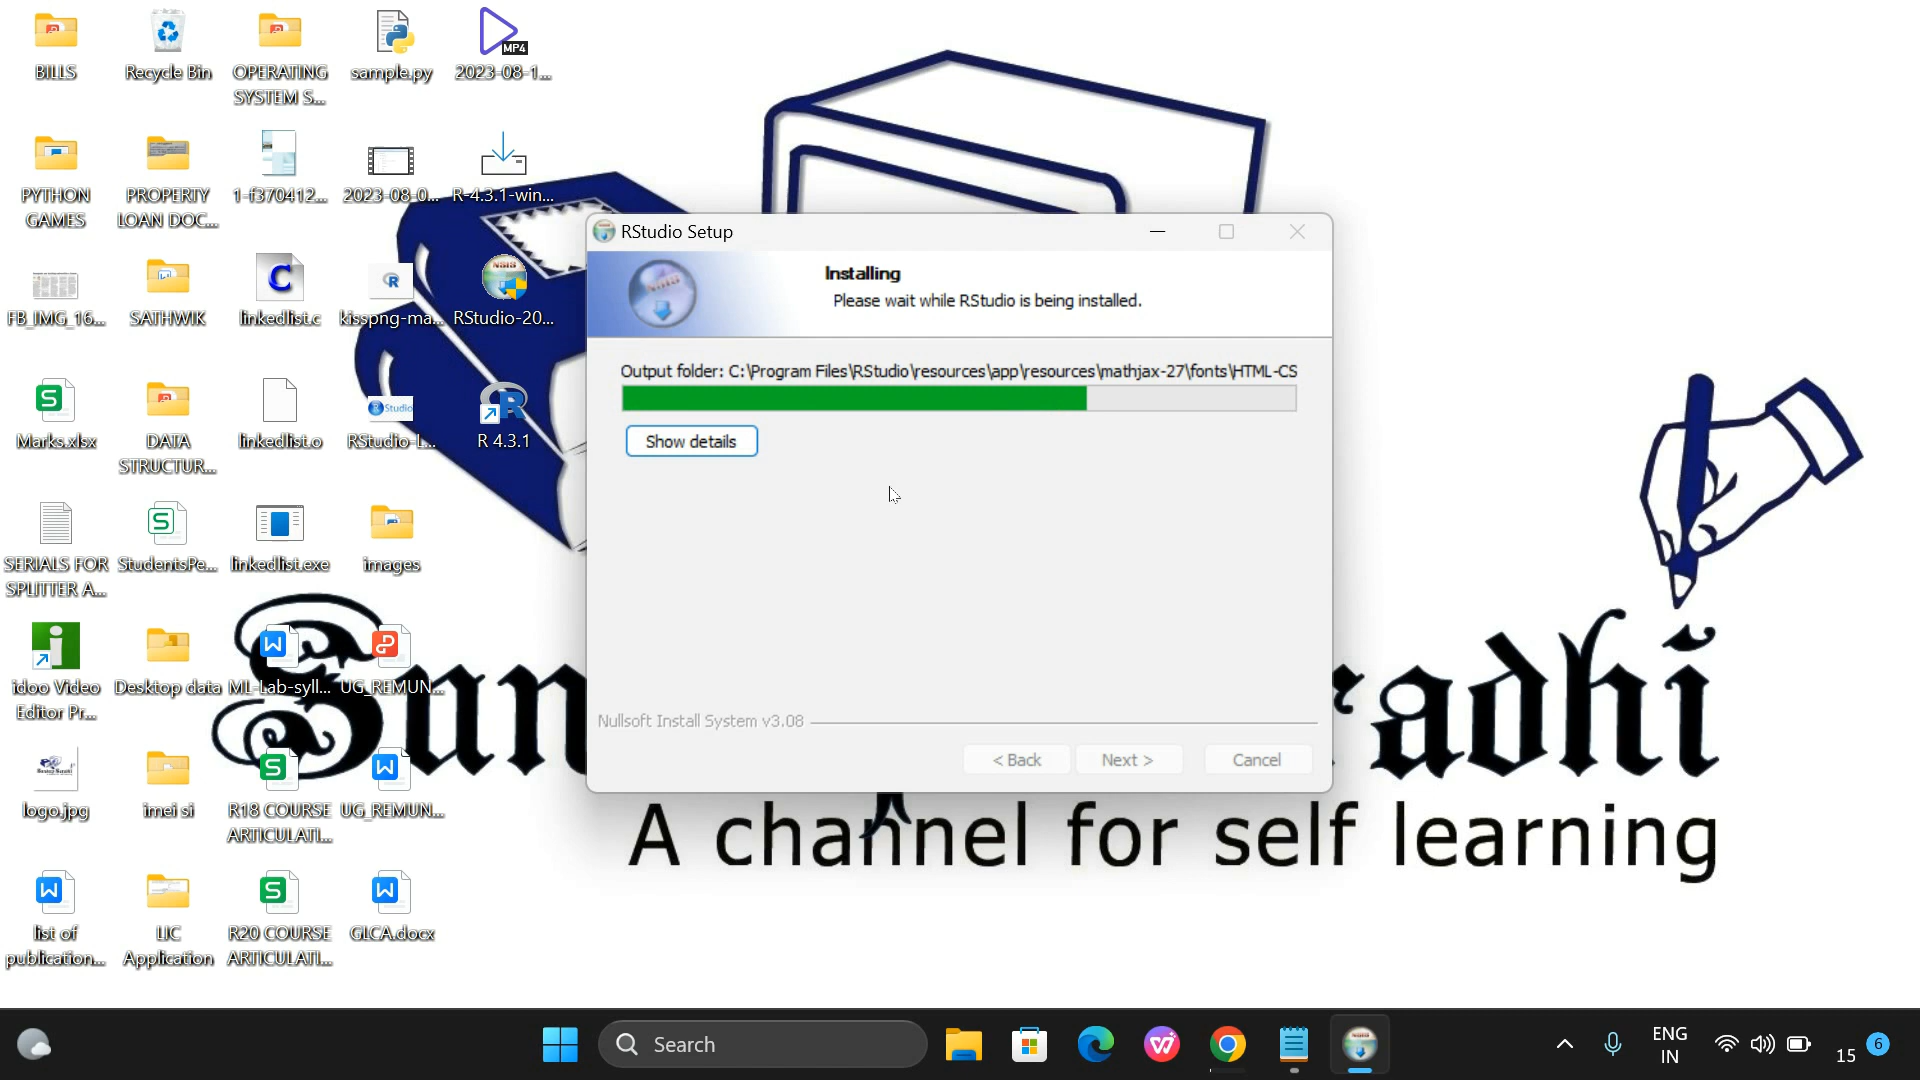 BILLS
Recycle Bin
OPERATING
SYSTEM S...
sample.py
2023-08-1...
MP4
PYTHON
GAMES
PROPERTY
LOAN DOC...
1-f370412...
2023-08-0...
R-4.3.1-win...
FB_IMG_16...
SATHWIK
linkedlist.c
kisspng-ma...
RStudio-20...
Marks.xlsx
DATA
STRUCTUR...
linkedlist.o
RStudio-L...
R 4.3.1
SERIALS FOR
SPLITTER A...
StudentsPe...
linkedlist.exe
images
idoo Video
Editor Pr...
Desktop data
ML-Lab-syll...
UG_REMUN...
logo.jpg
imei si
R18 COURSE
ARTICULATI...
UG_REMUN...
list of
publication...
LIC
Application
R20 COURSE
ARTICULATI...
GLCA.docx
RStudio Setup
Installing
Please wait while RStudio is being installed.
Output folder: C:\Program Files\RStudio\resources\app\resources\mathjax-27\fonts\HTML-CS
Show details
Nullsoft Install System v3.08
< Back
Next >
Cancel
A channel for self learning
Search
ENG
IN
15
6